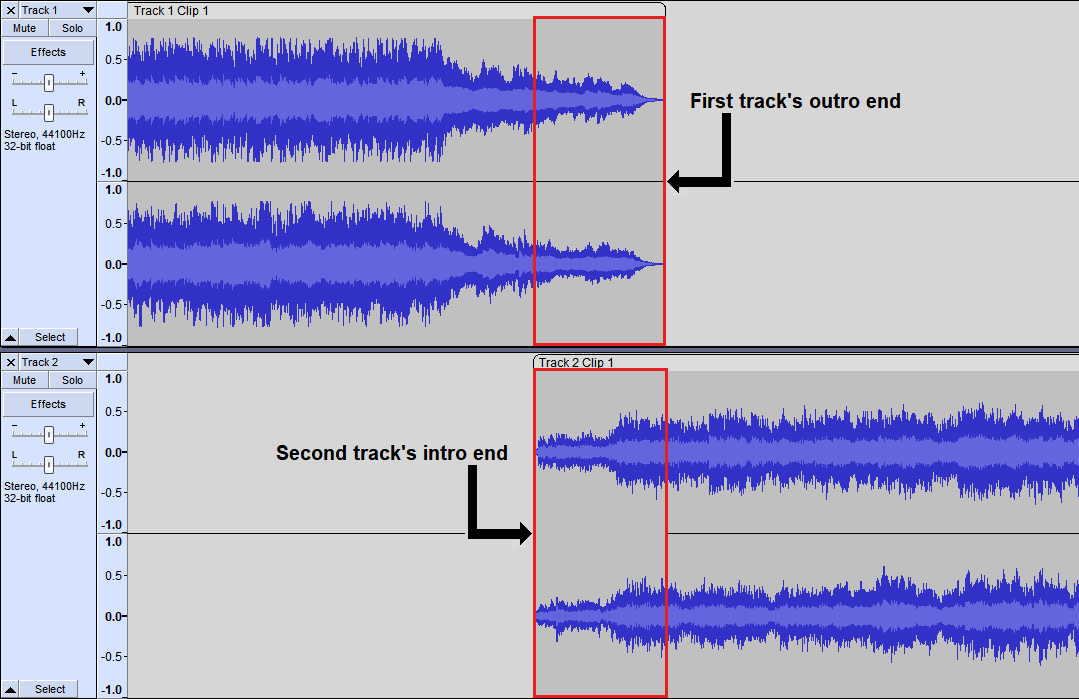 Track 1
Track 1 Clip 1
Mute Solo
Effects
- +
L R
Stereo, 44100Hz
32-bit float
Select
1.0
0.5-
0.0-
-0.5-
-1.0
1.0
0.5-
0.0-
-0.5-
-1.0
First track's outro end
Track 2
Track 2 Clip 1
Mute Solo
Effects
- +
L R
Stereo, 44100Hz
32-bit float
Select
1.0
0.5-
0.0-
-0.5-
-1.0
1.0
0.5-
0.0-
-0.5-
-1.0
Second track's intro end